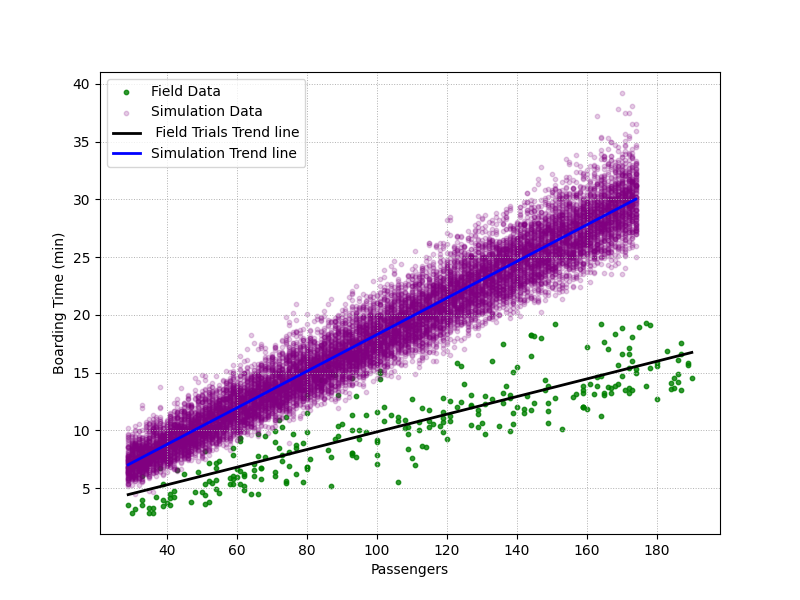 Field Data
Simulation Data
Field Trials Trend line
Simulation Trend line
Boarding Time (min)
40
35
30
25
20
15
10
5
40 60 80 100 120 140 160 180
Passengers